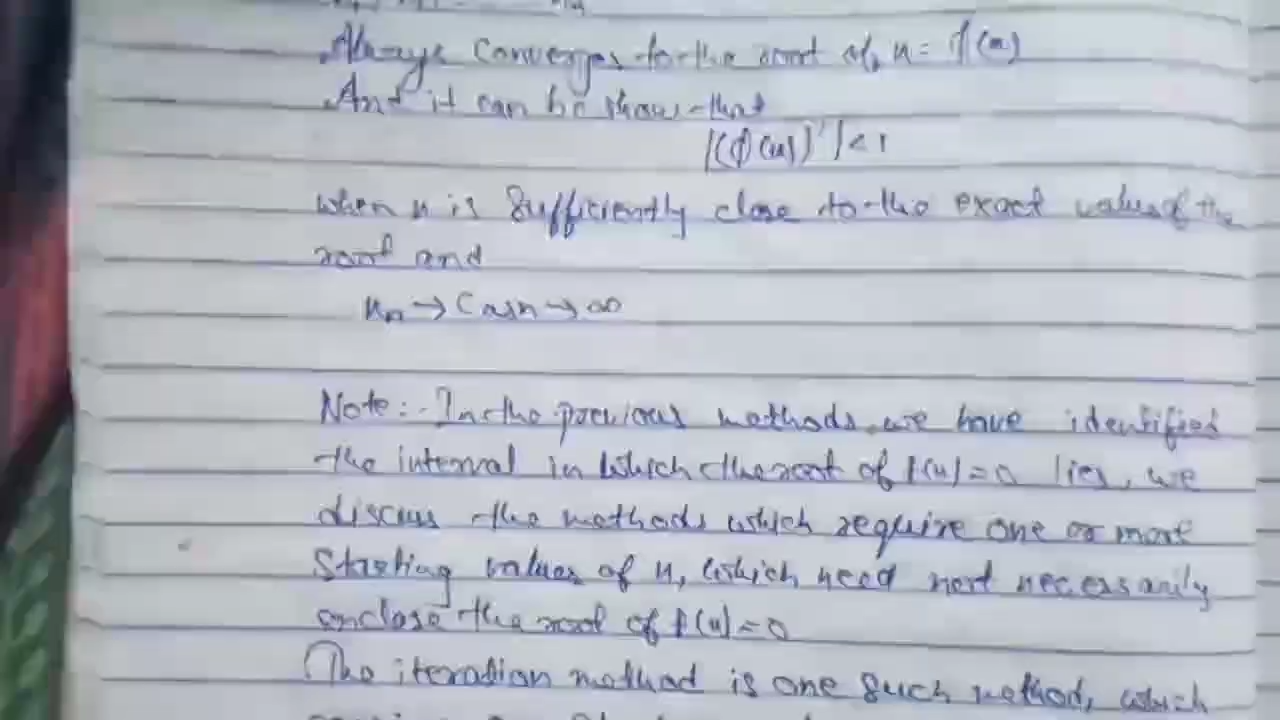 Always converges to the root of x = φ(x)
And it can be show that
|(φ(x))'| < 1
when x is sufficiently close to the exact value of the
root and
xn → C as n → ∞
Note:- In the previous methods, we have identified
the interval in which the root of f(x) = 0 lies, we
discuss the methods which require one or more
starting values of x, which need not necessarily
enclose the root of f(x) = 0
The iteration method is one such method, which